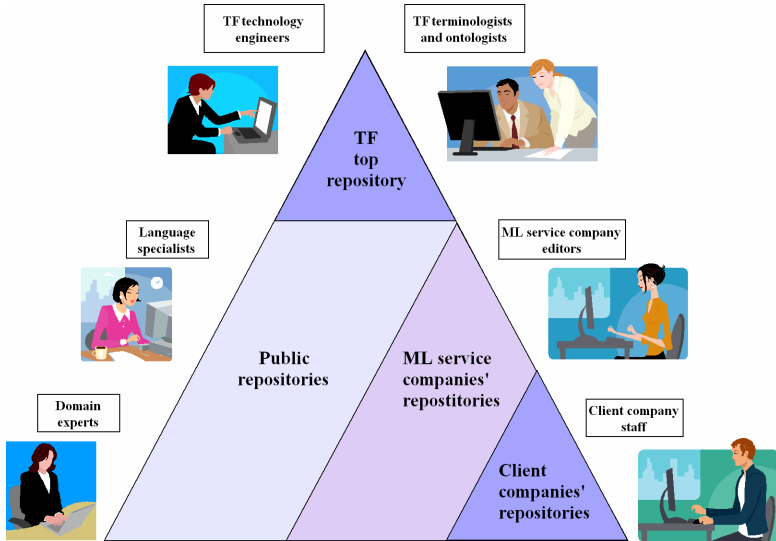 TF technology
engineers
TF terminologists
and ontologists
TF
top
repository
Language
specialists
ML service company
editors
Public
repositories
ML service
companies'
repostitories
Domain
experts
Client company
staff
Client
companies'
repositories